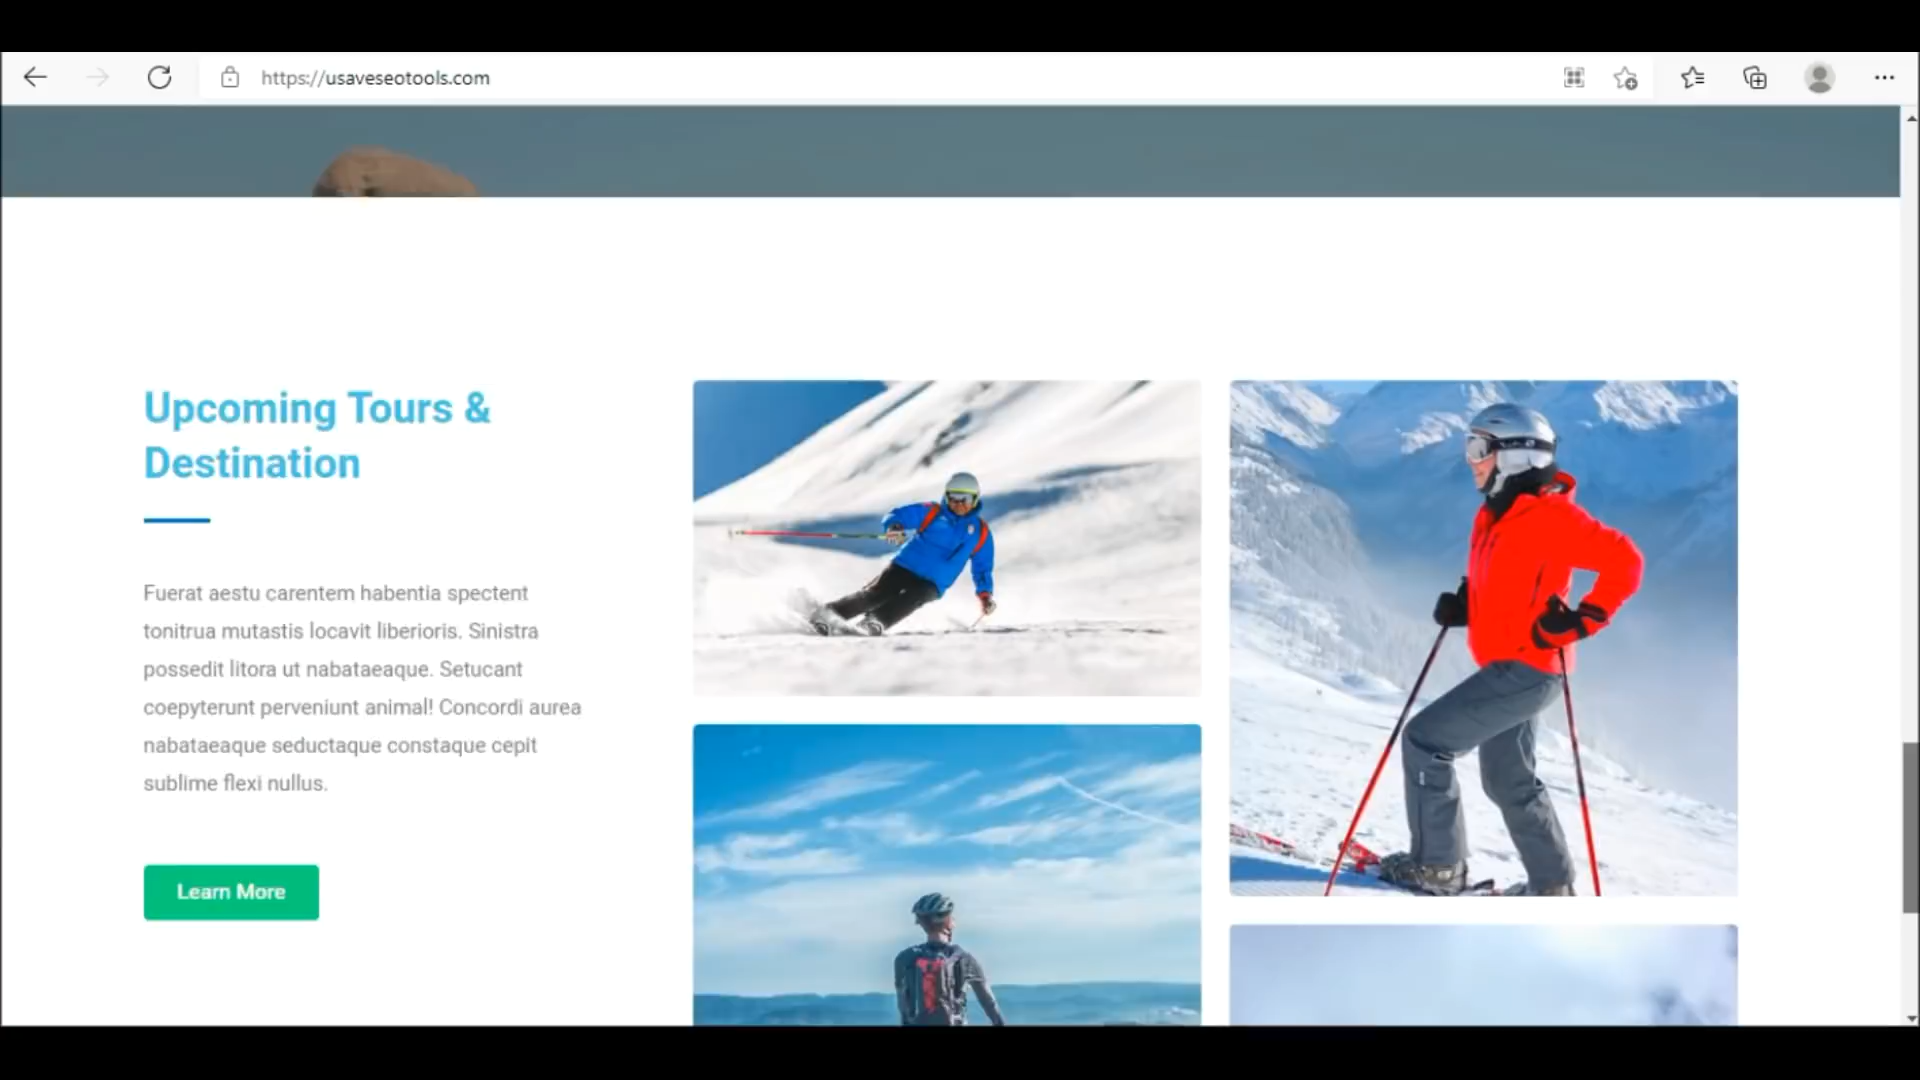 https://usaveseotools.com
Upcoming Tours &
Destination
Fuerat aestu carentem habentia spectent
tonitrua mutastis locavit liberioris. Sinistra
possedit litora ut nabataeaque. Setucant
coepyterunt perveniunt animal! Concordi aurea
nabataeaque seductaque constaque cepit
sublime flexi nullus.
Learn More